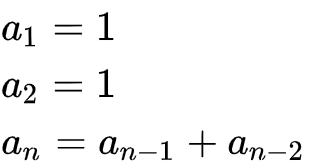 a₁ = 1
a₂ = 1
aₙ = aₙ₋₁ + aₙ₋₂